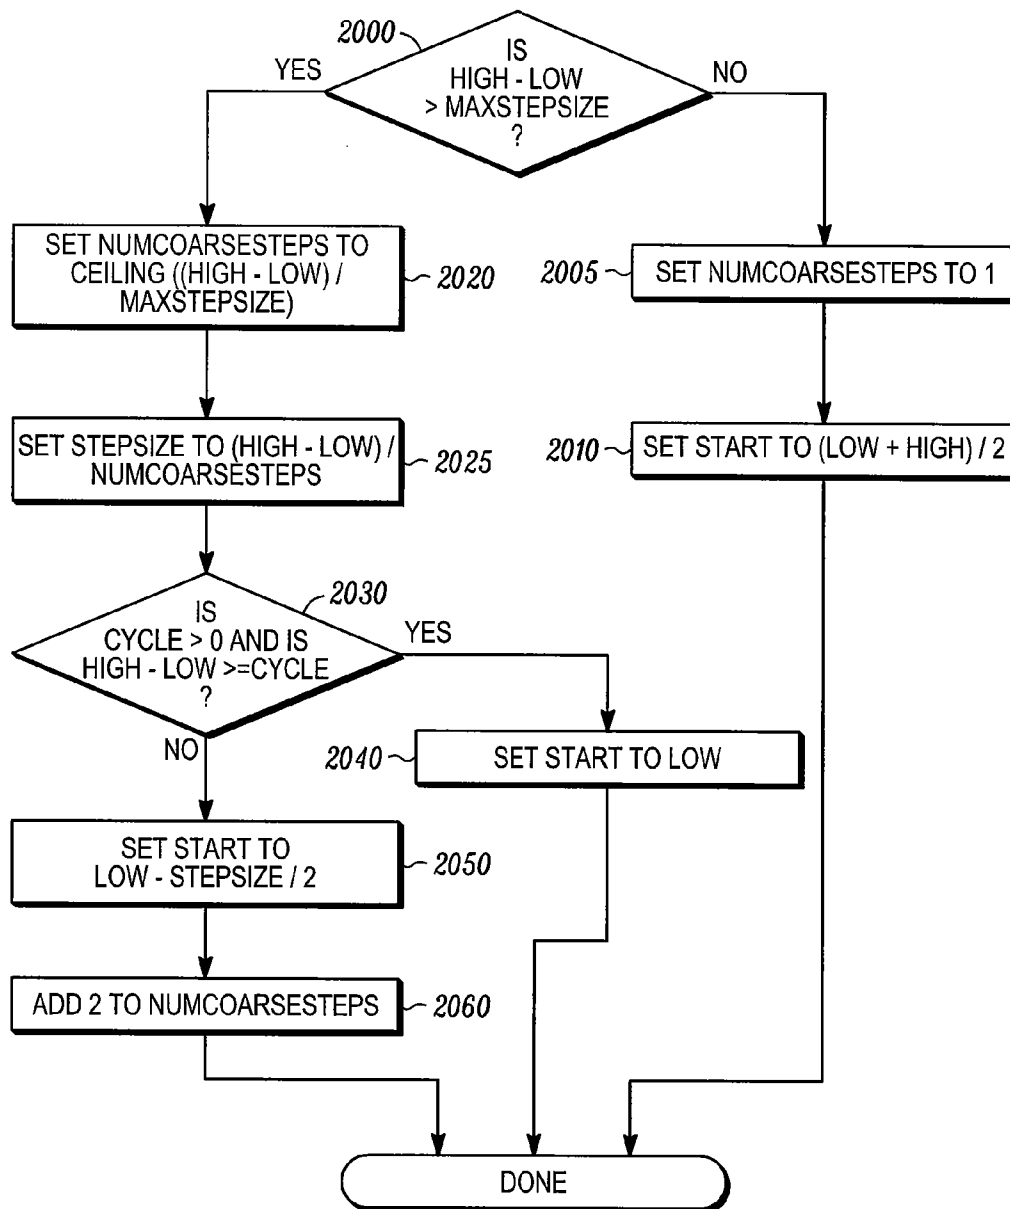 2000
IS
HIGH - LOW
> MAXSTEPSIZE
?
YES
NO
SET NUMCOARSESTEPS TO
CEILING ((HIGH - LOW) /
MAXSTEPSIZE)
2020
2005
SET NUMCOARSESTEPS TO 1
SET STEPSIZE TO (HIGH - LOW) /
NUMCOARSESTEPS
2025
2010
SET START TO (LOW + HIGH) / 2
2030
IS
CYCLE > 0 AND IS
HIGH - LOW >=CYCLE
?
YES
NO
2040
SET START TO LOW
SET START TO
LOW - STEPSIZE / 2
2050
ADD 2 TO NUMCOARSESTEPS
2060
DONE